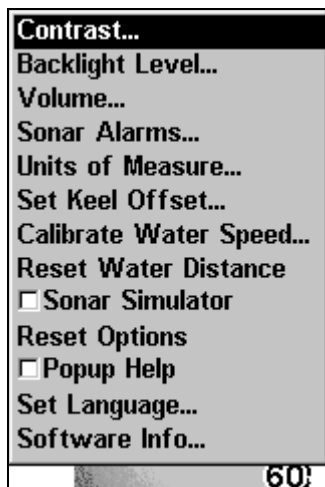 Contrast...
Backlight Level...
Volume...
Sonar Alarms...
Units of Measure...
Set Keel Offset...
Calibrate Water Speed...
Reset Water Distance
Sonar Simulator
Reset Options
Popup Help
Set Language...
Software Info...
60